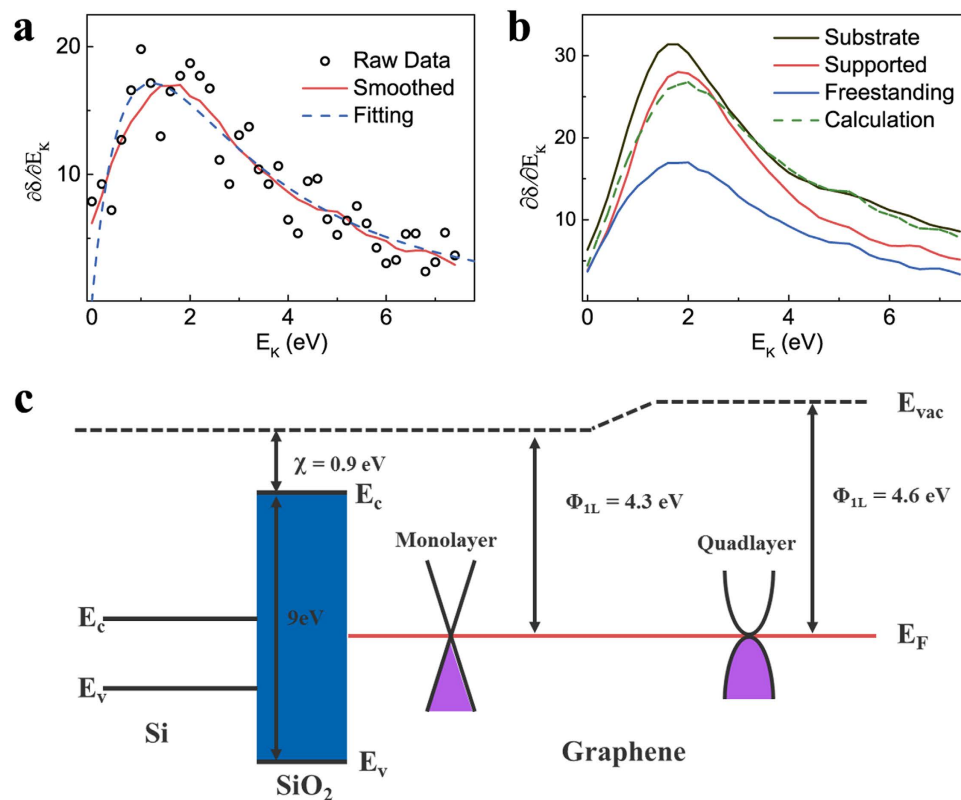 a
20
10
0 2 4 6
∂δ/∂E_K
E_K (eV)
Raw Data
Smoothed
Fitting
b
30
20
10
0 2 4 6
∂δ/∂E_K
E_K (eV)
Substrate
Supported
Freestanding
Calculation
c
E_vac
χ = 0.9 eV
E_c
Φ_1L = 4.3 eV
Φ_1L = 4.6 eV
Monolayer
Quadlayer
E_c
9eV
E_F
E_v
Si
Graphene
E_v
SiO₂